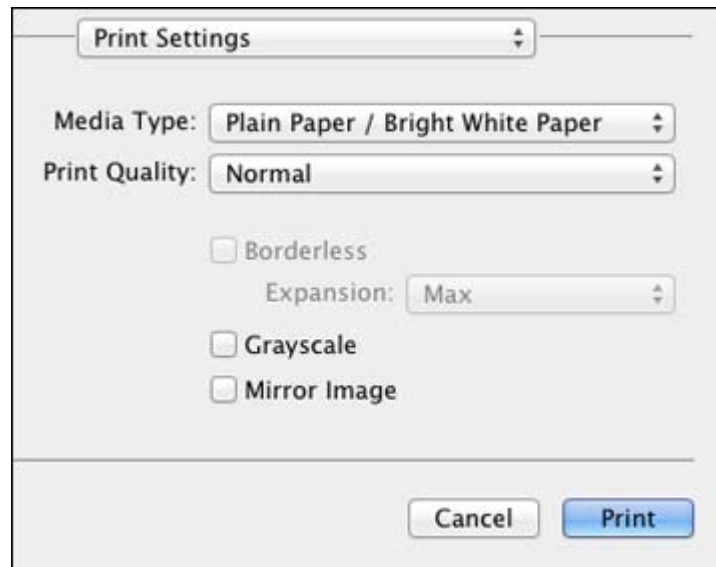 Print Settings
Media Type: Plain Paper / Bright White Paper
Print Quality: Normal
Borderless
Expansion: Max
Grayscale
Mirror Image
Cancel Print